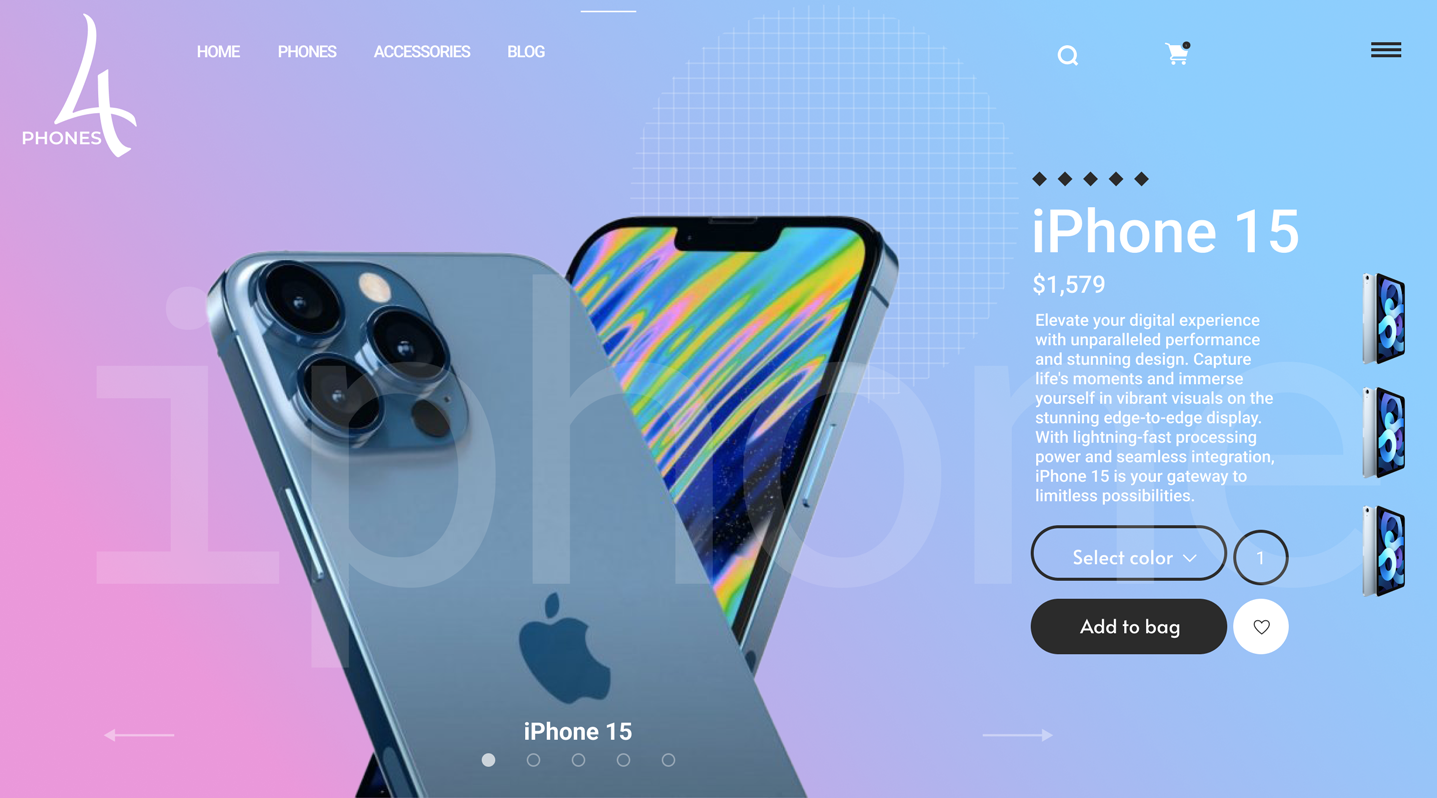 4
PHONES
HOME PHONES ACCESSORIES BLOG
iphone
iPhone 15
$1,579
Elevate your digital experience
with unparalleled performance
and stunning design. Capture
life's moments and immerse
yourself in vibrant visuals on the
stunning edge-to-edge display.
With lightning-fast processing
power and seamless integration,
iPhone 15 is your gateway to
limitless possibilities.
Select color 1
Add to bag
iPhone 15